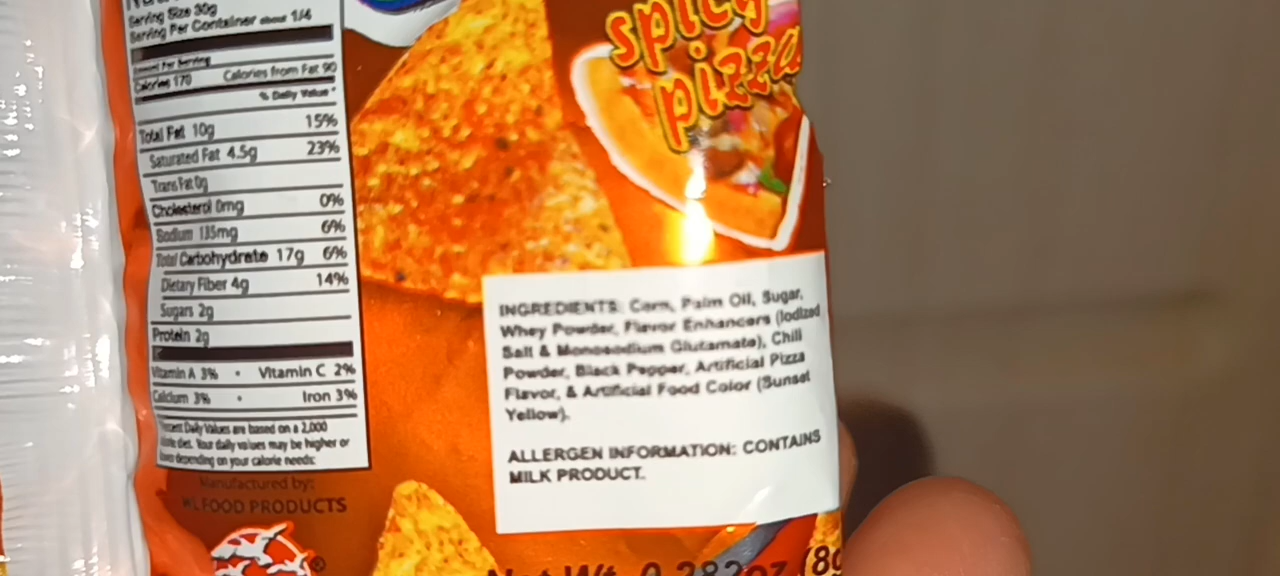 Serving Size 30g
Serving Per Container about 1/4
Amount Per Serving
Calories 170 Calories from Fat 90
% Daily Value *
Total Fat 10g 15%
Saturated Fat 4.5g 23%
Trans Fat 0g
Cholesterol 0mg 0%
Sodium 135mg 6%
Total Carbohydrate 17g 6%
Dietary Fiber 4g 14%
Sugars 2g
Protein 2g
Vitamin A 3% • Vitamin C 2%
Calcium 3% • Iron 3%
Percent Daily Values are based on a 2,000
diet. Your daily values may be higher or
depending on your calorie needs:
Manufactured by:
FOOD PRODUCTS
spicy
pizza
INGREDIENTS: Corn, Palm Oil, Sugar,
Whey Powder, Flavor Enhancers (Iodized
Salt & Monosodium Glutamate), Chili
Powder, Black Pepper, Artificial Pizza
Flavor, & Artificial Food Color (Sunset
Yellow).
ALLERGEN INFORMATION: CONTAINS
MILK PRODUCT.
Net Wt. 0.282oz (8g